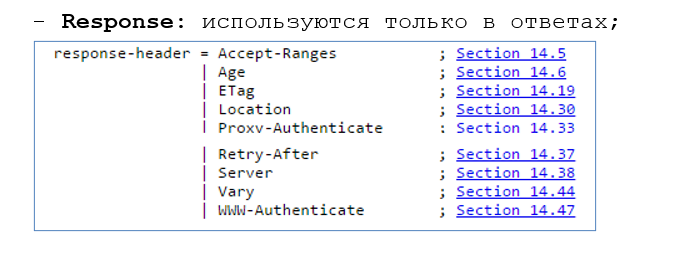 - Response: используются только в ответах;
response-header = Accept-Ranges ; Section 14.5
| Age ; Section 14.6
| ETag ; Section 14.19
| Location ; Section 14.30
| Proxv-Authenticate : Section 14.33
| Retry-After ; Section 14.37
| Server ; Section 14.38
| Vary ; Section 14.44
| WWW-Authenticate ; Section 14.47